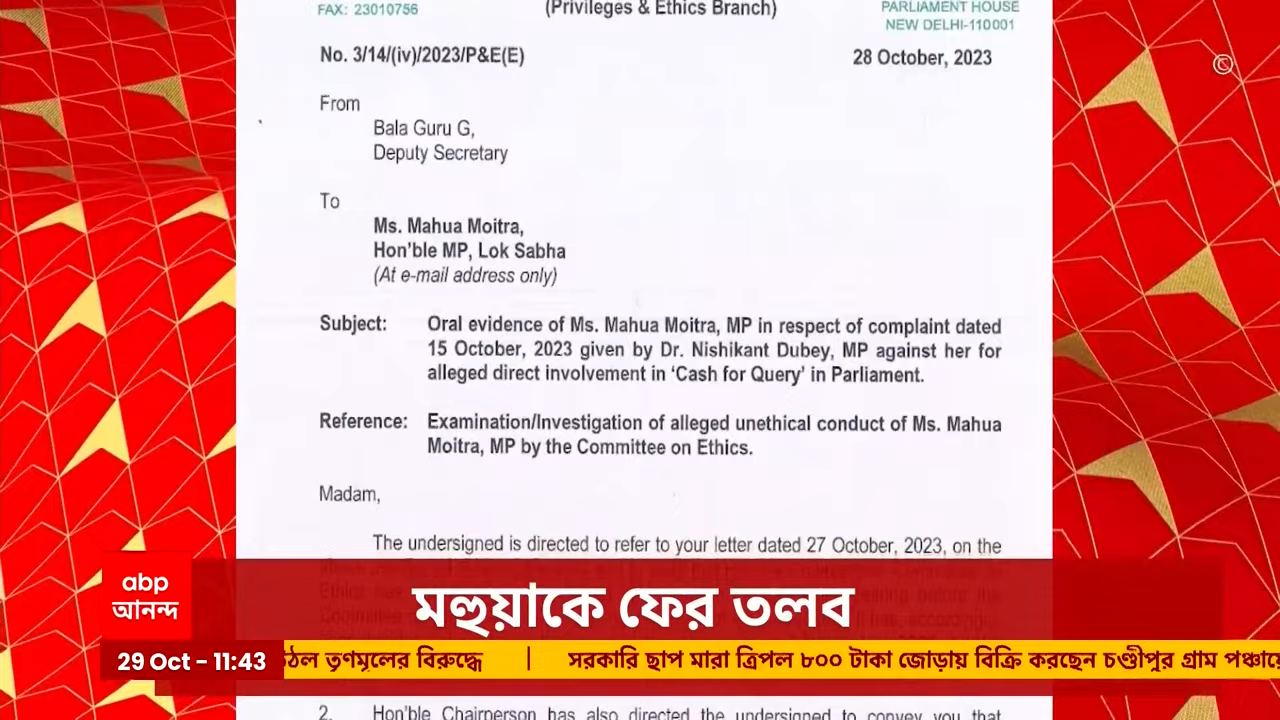 FAX: 23010756
(Privileges & Ethics Branch)
PARLIAMENT HOUSE
NEW DELHI-110001
No. 3/14/(iv)/2023/P&E(E)
28 October, 2023
©
From
Bala Guru G,
Deputy Secretary
To
Ms. Mahua Moitra,
Hon'ble MP, Lok Sabha
(At e-mail address only)
Subject: Oral evidence of Ms. Mahua Moitra, MP in respect of complaint dated
15 October, 2023 given by Dr. Nishikant Dubey, MP against her for
alleged direct involvement in 'Cash for Query' in Parliament.
Reference: Examination/Investigation of alleged unethical conduct of Ms. Mahua
Moitra, MP by the Committee on Ethics.
Madam,
The undersigned is directed to refer to your letter dated 27 October, 2023, on the
abp
আনন্দ
মহুয়াকে ফের তলব
29 Oct - 11:43
তৃণমূলের বিরুদ্ধে | সরকারি ছাপ মারা ত্রিপল ৮০০ টাকা জোড়ায় বিক্রি করছেন চণ্ডীপুর গ্রাম
2. Hon'ble Chairperson has also directed the undersigned to convey you that